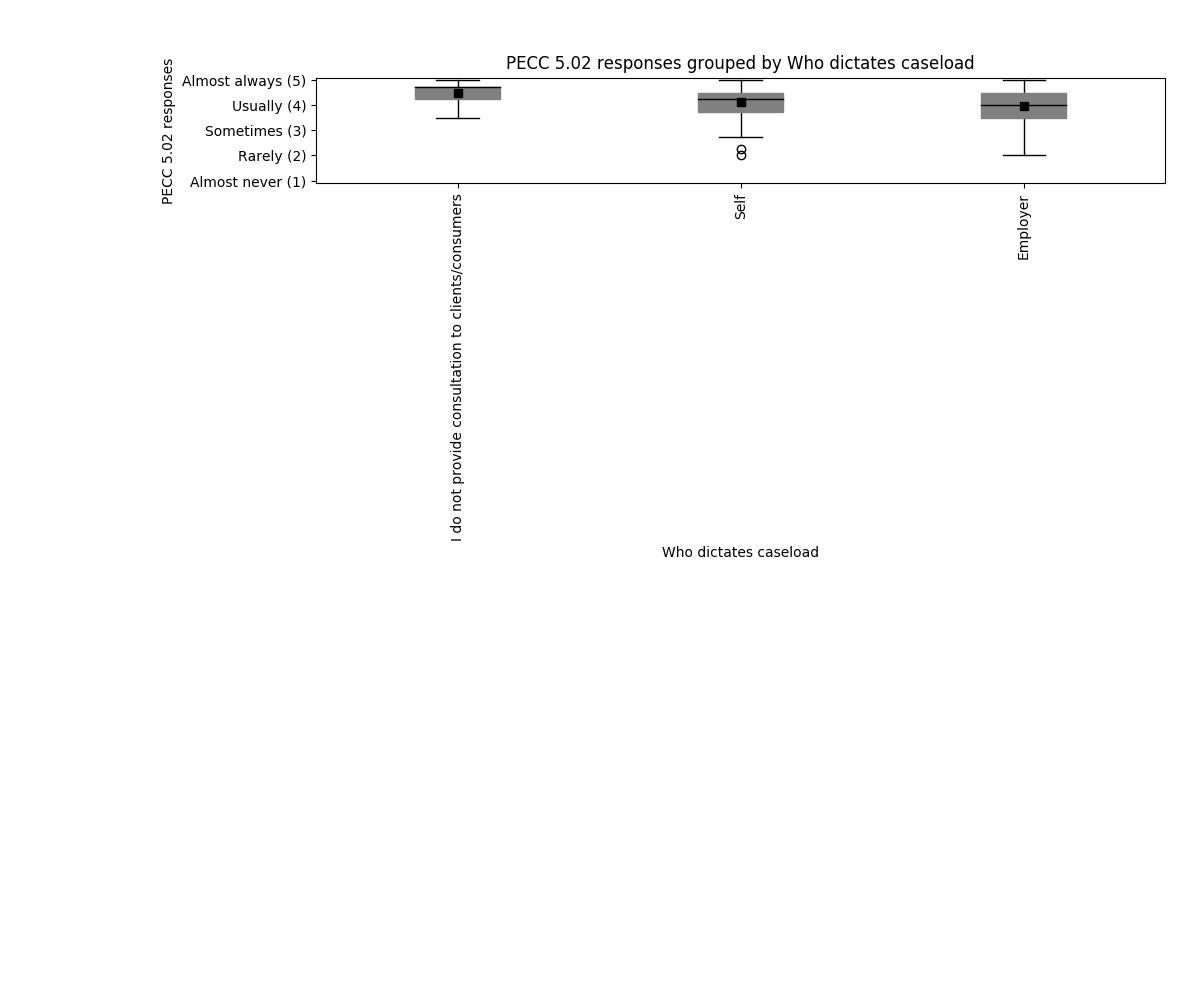 PECC 5.02 responses grouped by Who dictates caseload
PECC 5.02 responses
Almost always (5)
Usually (4)
Sometimes (3)
Rarely (2)
Almost never (1)
I do not provide consultation to clients/consumers
Self
Employer
Who dictates caseload